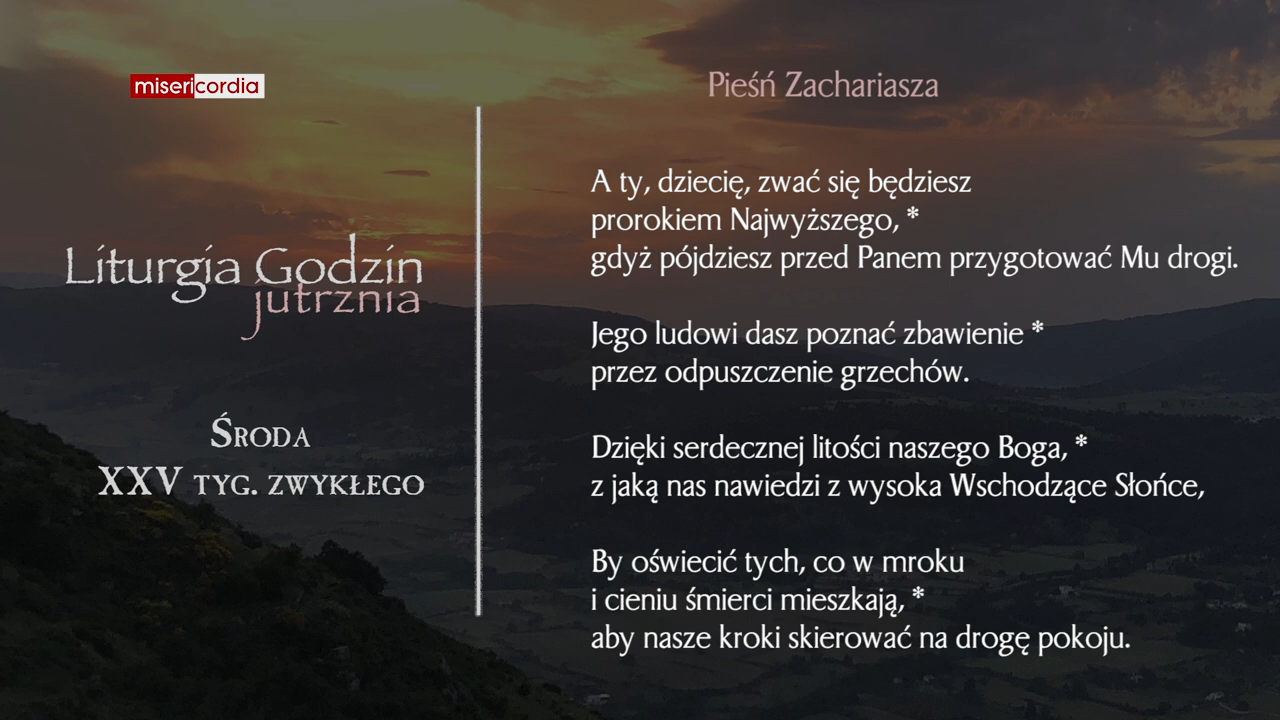 misericordia
Liturgia Godzin
jutrznia
Środa
XXV tyg. zwykłego
Pieśń Zachariasza
A ty, dziecię, zwać się będziesz
prorokiem Najwyższego, *
gdyż pójdziesz przed Panem przygotować Mu drogi.
Jego ludowi dasz poznać zbawienie *
przez odpuszczenie grzechów.
Dzięki serdecznej litości naszego Boga, *
z jaką nas nawiedzi z wysoka Wschodzące Słońce,
By oświecić tych, co w mroku
i cieniu śmierci mieszkają, *
aby nasze kroki skierować na drogę pokoju.